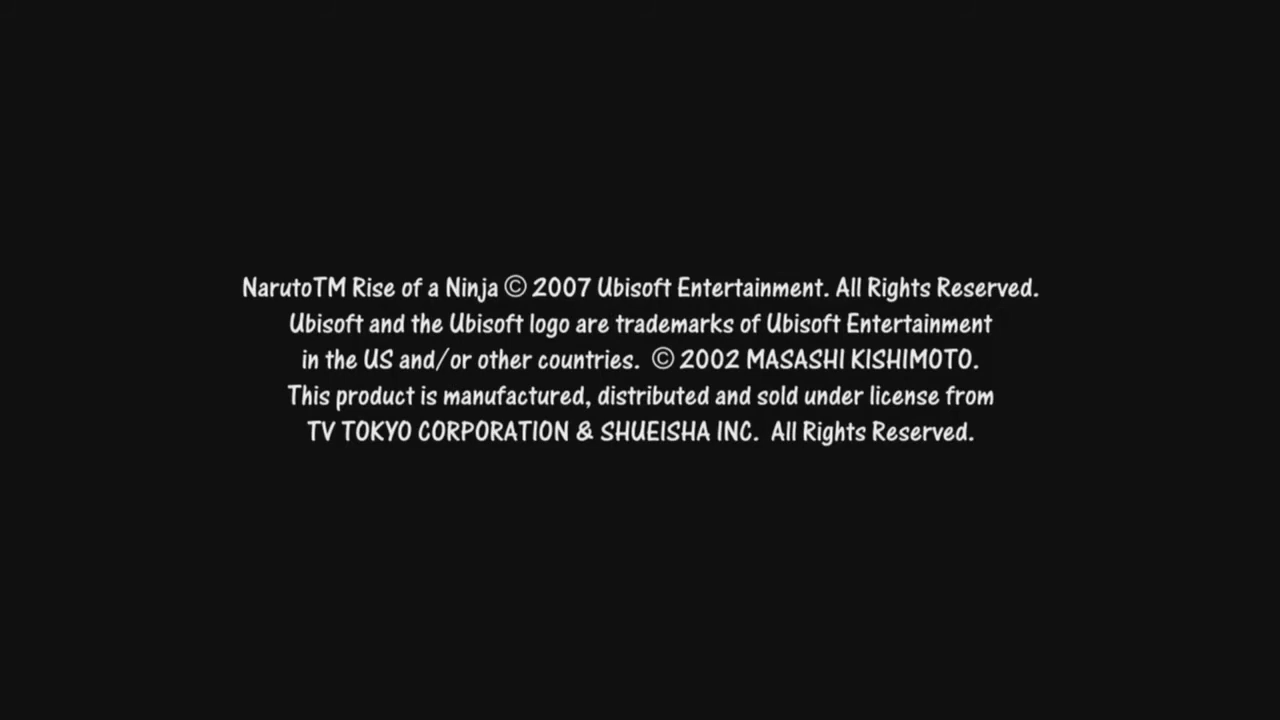 NarutoTM Rise of a Ninja © 2007 Ubisoft Entertainment. All Rights Reserved.
Ubisoft and the Ubisoft logo are trademarks of Ubisoft Entertainment
in the US and/or other countries.  © 2002 MASASHI KISHIMOTO.
This product is manufactured, distributed and sold under license from
TV TOKYO CORPORATION & SHUEISHA INC.  All Rights Reserved.